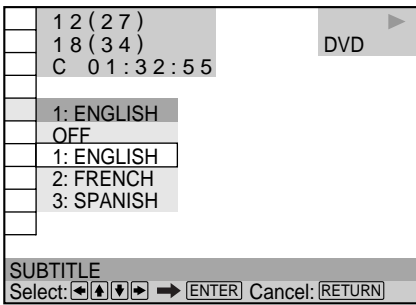 12(27)
18(34) DVD
C 01:32:55
1: ENGLISH
OFF
1: ENGLISH
2: FRENCH
3: SPANISH
SUBTITLE
Select: ENTER Cancel: RETURN